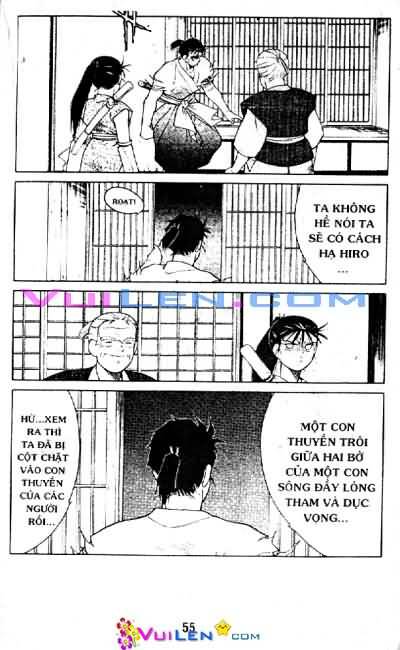 ROẠT!
TA KHÔNG
HỀ NÓI TA
SẼ CÓ CÁCH
HẠ HIRO
...
VuiLen.com
HỪ...XEM
RA THÌ
TA ĐÃ BỊ
CỘT CHẶT
VÀO CON
THUYỀN
CỦA CÁC
NGƯỜI
RỒI...
MỘT CON
THUYỀN TRÔI
GIỮA HAI BỜ
CỦA MỘT CON
SÔNG ĐẦY LÒNG
THAM VÀ DỤC
VỌNG...
55
VuiLen.com